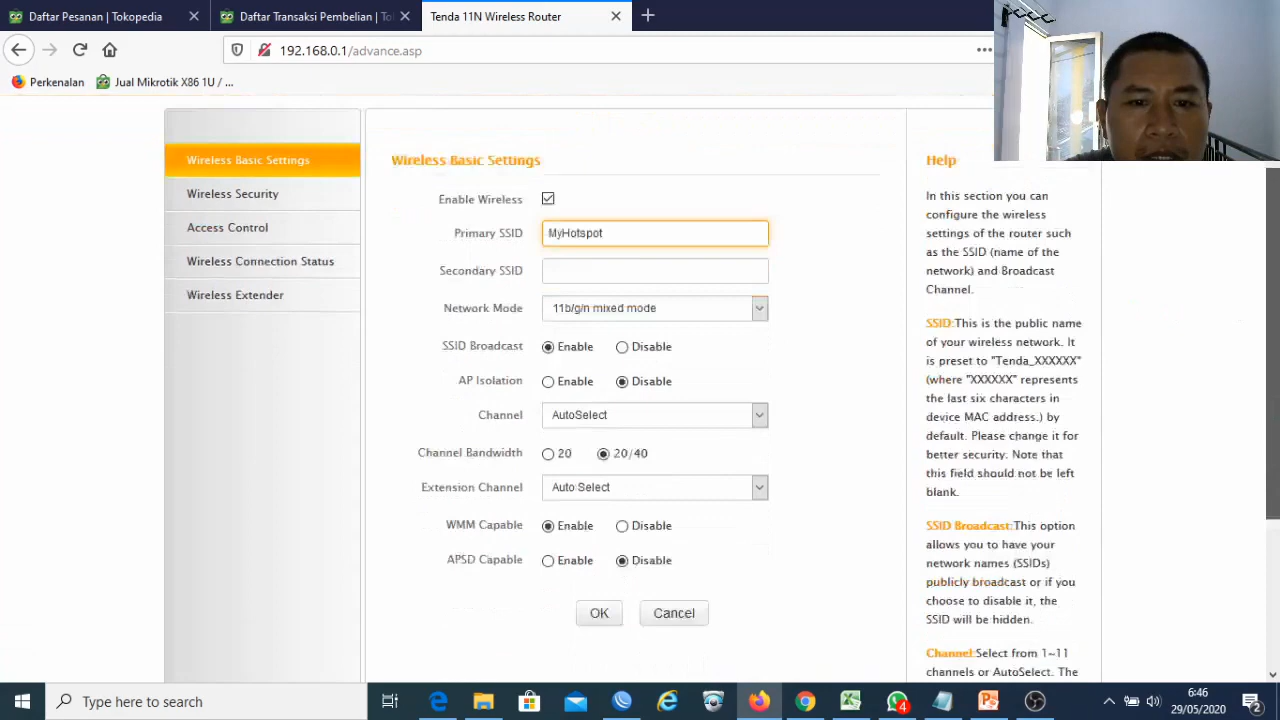 Daftar Pesanan | Tokopedia
Daftar Transaksi Pembelian | To
Tenda 11N Wireless Router
192.168.0.1/advance.asp
Perkenalan
Jual Mikrotik X86 1U / ...
Wireless Basic Settings
Wireless Security
Access Control
Wireless Connection Status
Wireless Extender
Wireless Basic Settings
Enable Wireless
Primary SSID MyHotspot
Secondary SSID
Network Mode 11b/g/n mixed mode
SSID Broadcast Enable Disable
AP Isolation Enable Disable
Channel AutoSelect
Channel Bandwidth 20 20/40
Extension Channel Auto Select
WMM Capable Enable Disable
APSD Capable Enable Disable
OK Cancel
Help
In this section you can
configure the wireless
settings of the router such
as the SSID (name of the
network) and Broadcast
Channel.
SSID:This is the public name
of your wireless network. It
is preset to "Tenda_XXXXXX"
(where "XXXXXX" represents
the last six characters in
device MAC address.) by
default. Please change it for
better security. Note that
this field should not be left
blank.
SSID Broadcast:This option
allows you to have your
network names (SSIDs)
publicly broadcast or if you
choose to disable it, the
SSID will be hidden.
Channel:Select from 1~11
channels or AutoSelect. The
Type here to search
4
6:46
29/05/2020
2